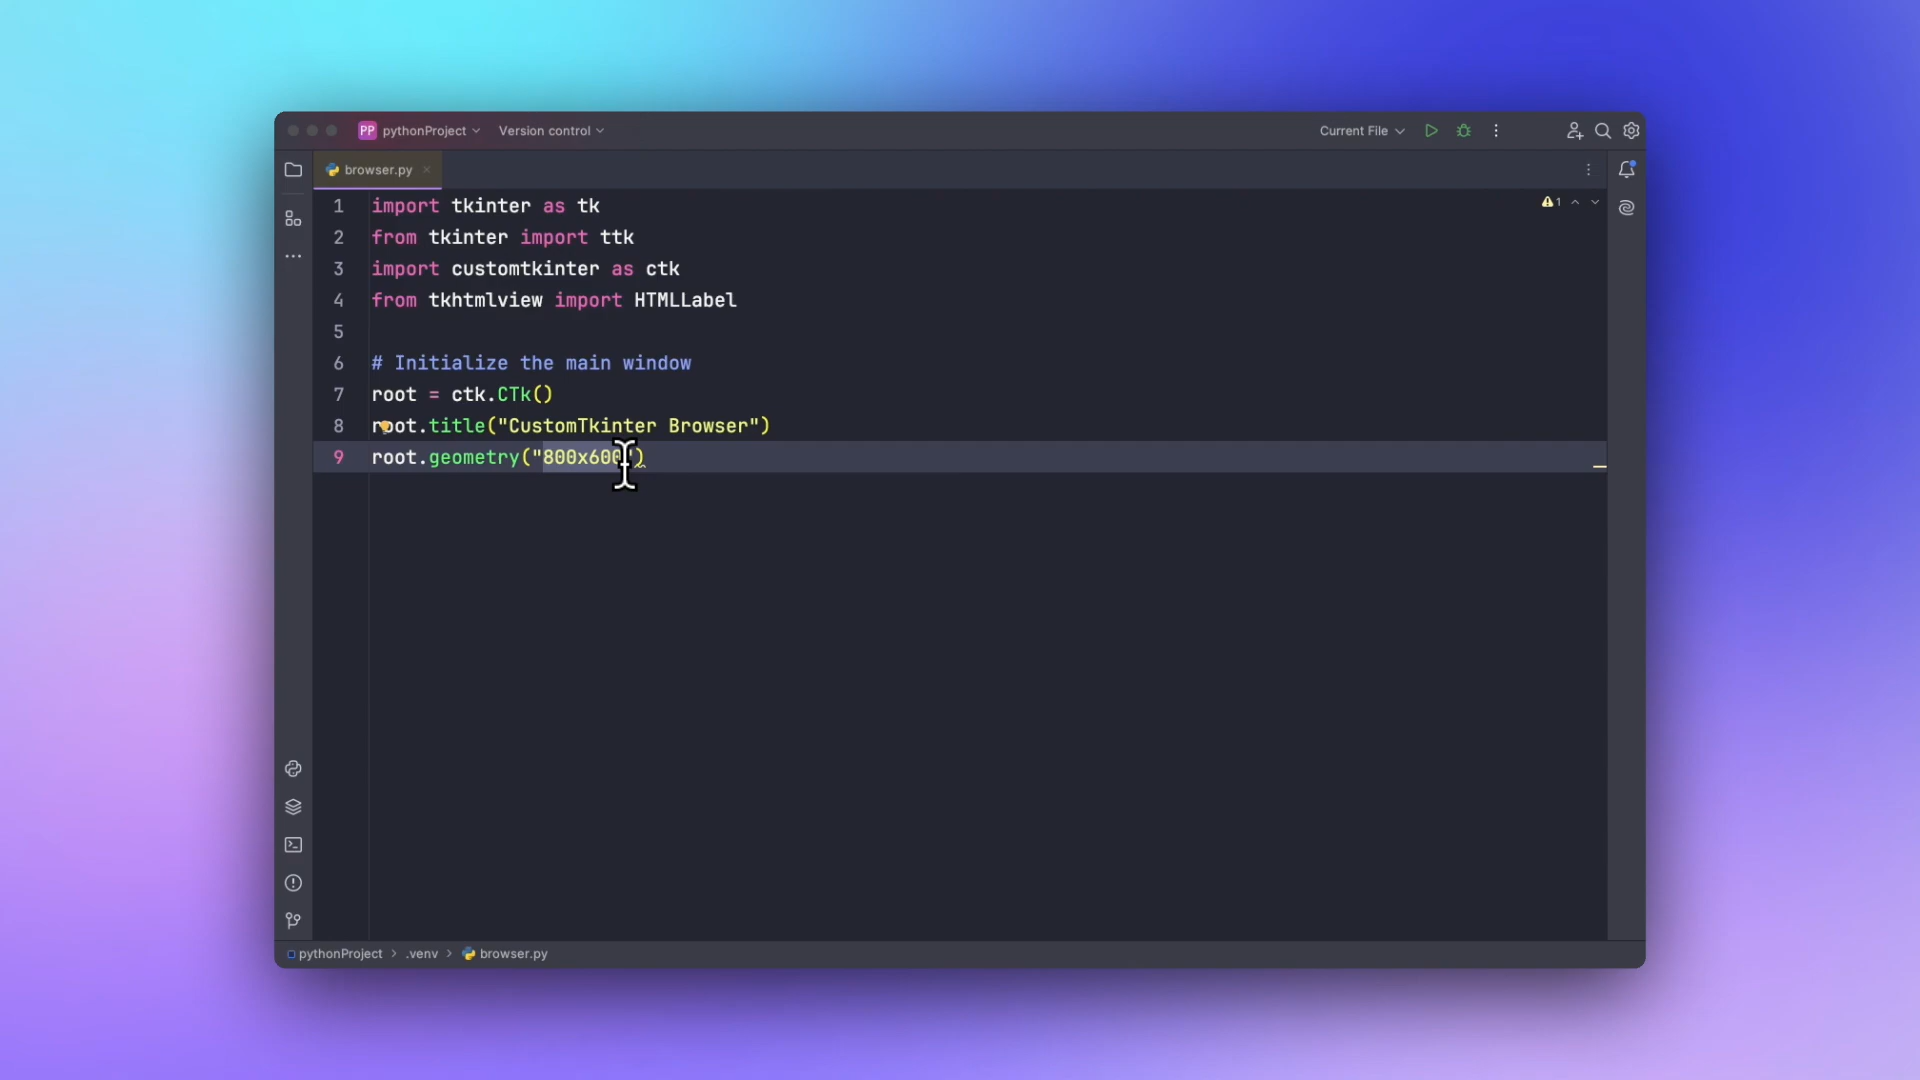 PP pythonProject Version control Current File
browser.py
1 import tkinter as tk
2 from tkinter import ttk
3 import customtkinter as ctk
4 from tkhtmlview import HTMLLabel
5
6 # Initialize the main window
7 root = ctk.CTk()
8 root.title("CustomTkinter Browser")
9 root.geometry("800x600")
1
pythonProject > .venv > browser.py